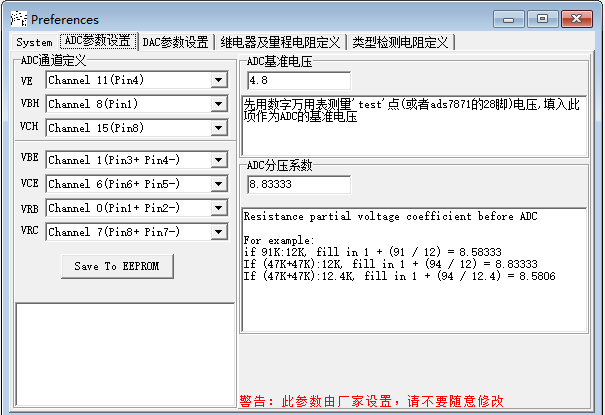 Preferences
System ADC参数设置 DAC参数设置 继电器及量程电阻定义 类型检测电阻定义
ADC通道定义
VE Channel 11(Pin4)
VBH Channel 8(Pin1)
VCH Channel 15(Pin8)
VBE Channel 1(Pin3+ Pin4-)
VCE Channel 6(Pin6+ Pin5-)
VRB Channel 0(Pin1+ Pin2-)
VRC Channel 7(Pin8+ Pin7-)
Save To EEPROM
ADC基准电压
4.8
先用数字万用表测量'test'点(或者ads7871的28脚)电压,填入此
项作为ADC的基准电压
ADC分压系数
8.83333
Resistance partial voltage coefficient before ADC
For example:
if 91K:12K, fill in 1 + (91 / 12) = 8.58333
If (47K+47K):12K, fill in 1 + (94 / 12) = 8.83333
If (47K+47K):12.4K, fill in 1 + (94 / 12.4) = 8.5806
警告：此参数由厂家设置，请不要随意修改